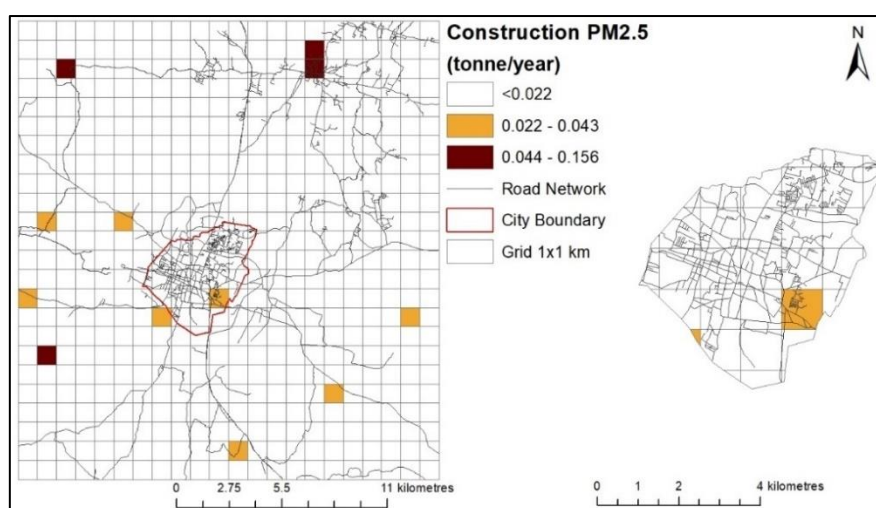 Construction PM2.5
(tonne/year)
<0.022
0.022 - 0.043
0.044 - 0.156
Road Network
City Boundary
Grid 1x1 km
N
0 2.75 5.5 11 kilometres
0 1 2 4 kilometres